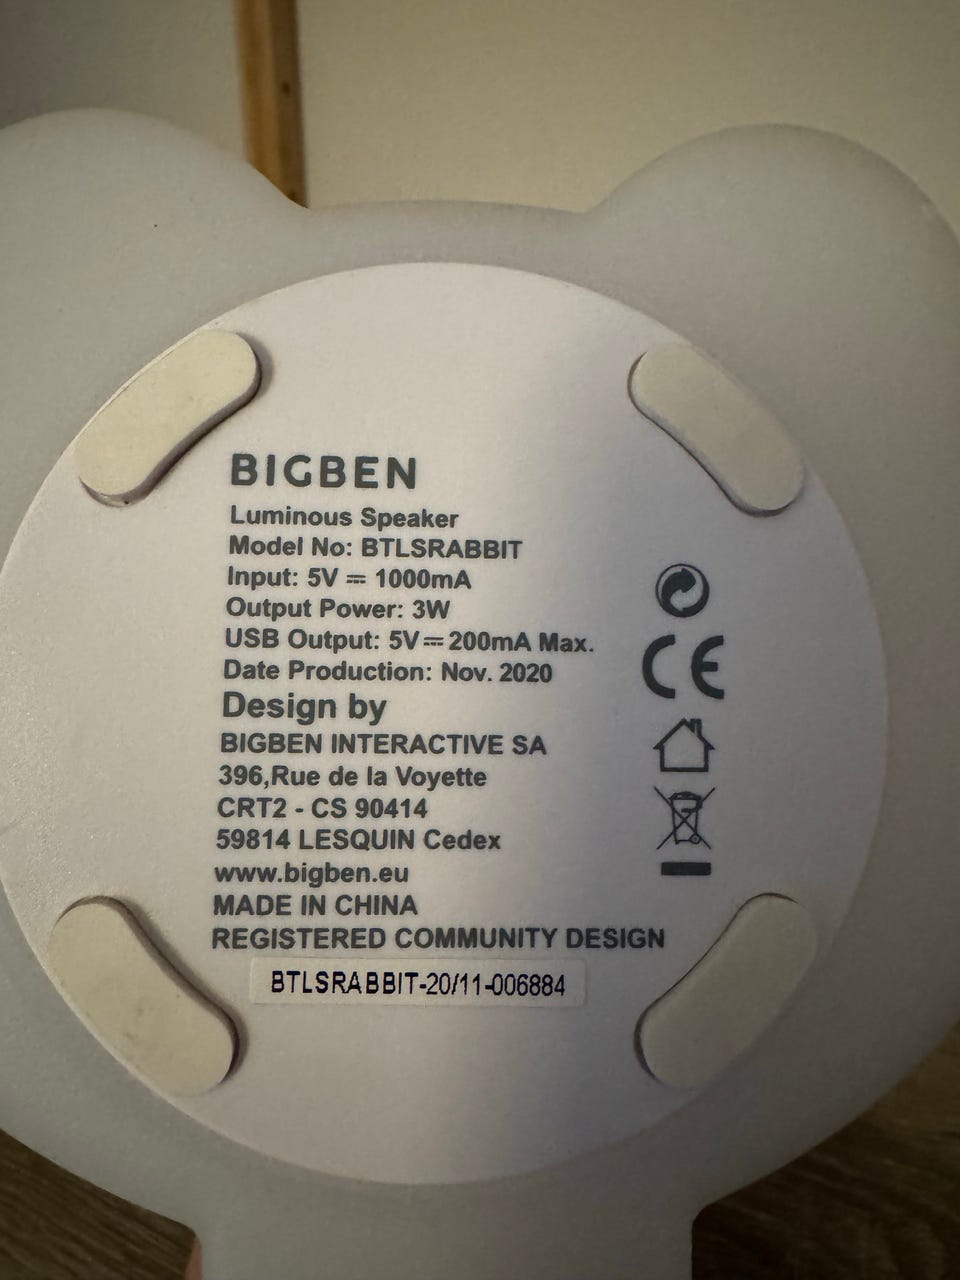 BIGBEN
Luminous Speaker
Model No: BTLSRABBIT
Input: 5V ⎓ 1000mA
Output Power: 3W
USB Output: 5V⎓200mA Max.
Date Production: Nov. 2020
Design by
BIGBEN INTERACTIVE SA
396,Rue de la Voyette
CRT2 - CS 90414
59814 LESQUIN Cedex
www.bigben.eu
MADE IN CHINA
REGISTERED COMMUNITY DESIGN
BTLSRABBIT-20/11-006884
CE